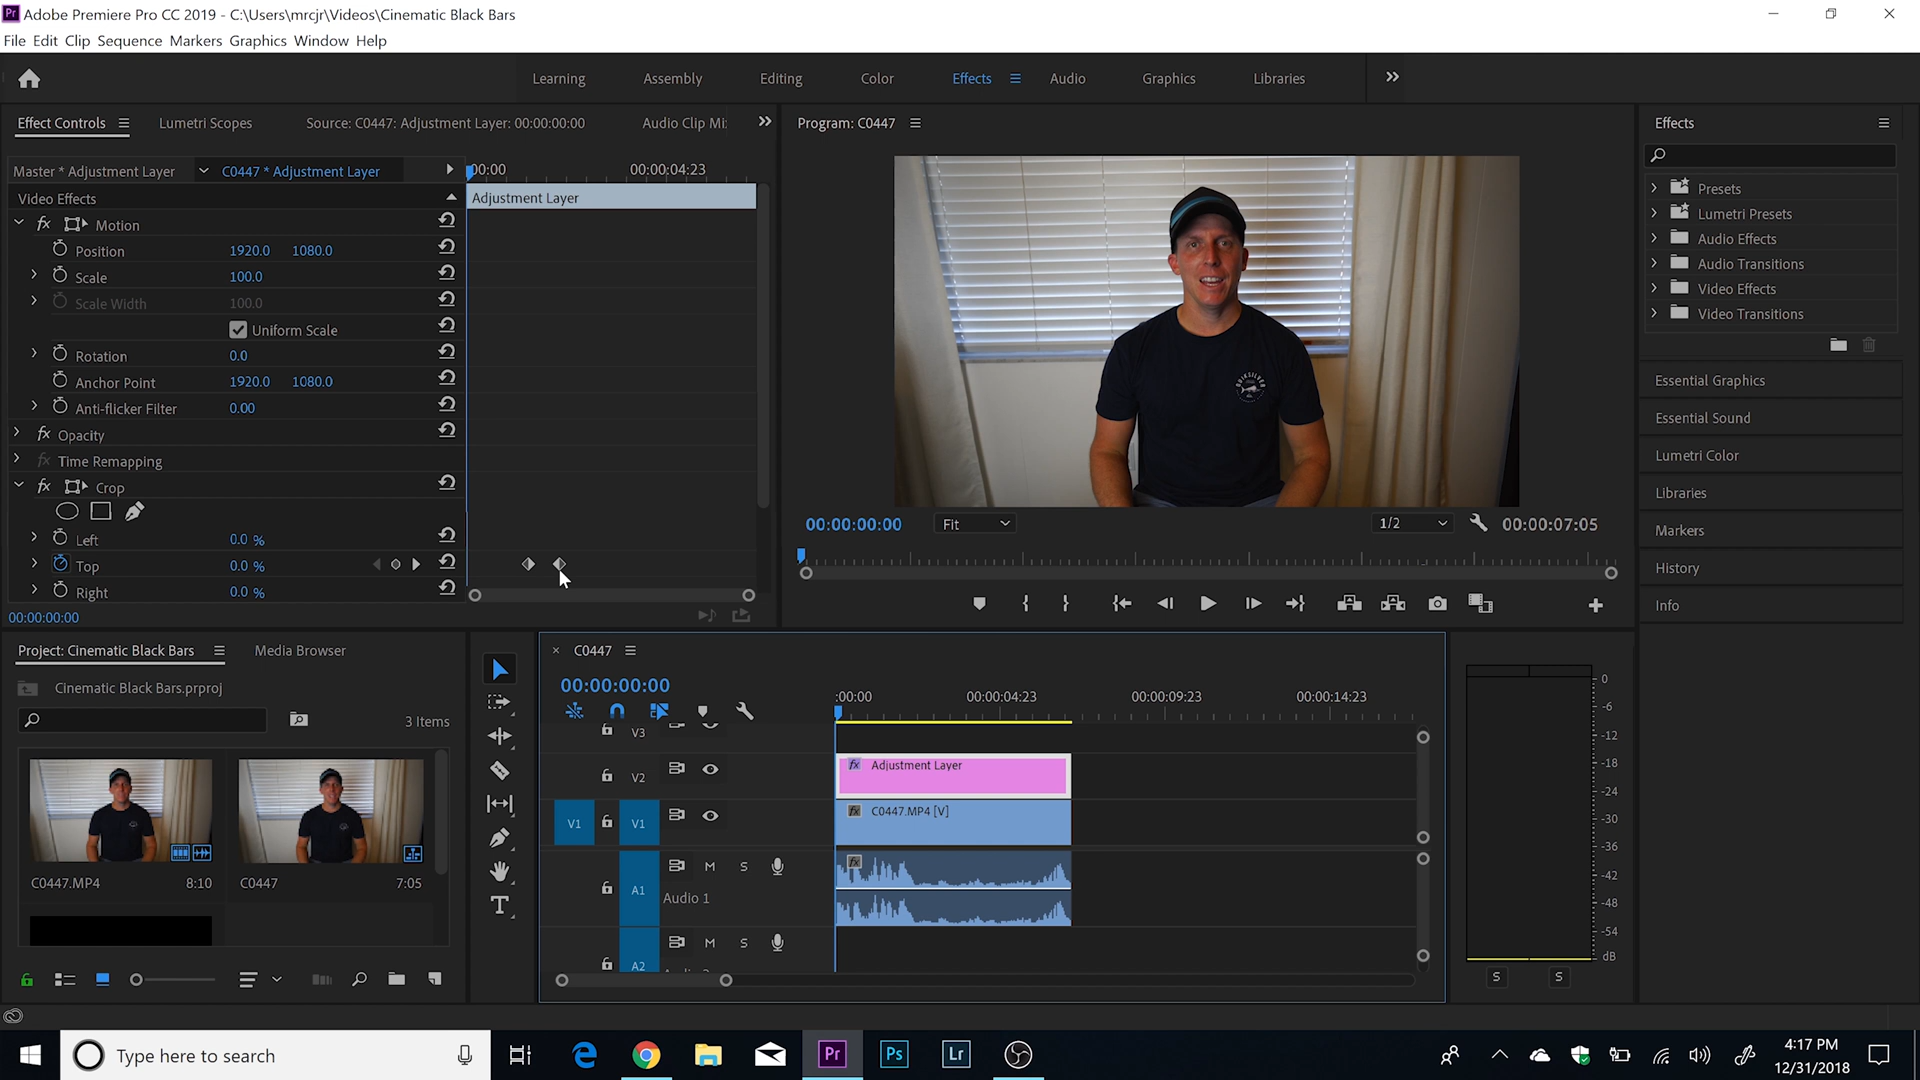 Adobe Premiere Pro CC 2019 - C:\Users\mrcjr\Videos\Cinematic Black Bars
File Edit Clip Sequence Markers Graphics Window Help
Learning Assembly Editing Color Effects Audio Graphics Libraries
Effect Controls Lumetri Scopes Source: C0447: Adjustment Layer: 00:00:00:00 Audio Clip Mi:
Master * Adjustment Layer C0447 * Adjustment Layer :00:00 00:00:04:23
Video Effects Adjustment Layer
fx Motion
Position 1920.0 1080.0
Scale 100.0
Scale Width 100.0
Uniform Scale
Rotation 0.0
Anchor Point 1920.0 1080.0
Anti-flicker Filter 0.00
fx Opacity
fx Time Remapping
fx Crop
Left 0.0 %
Top 0.0 %
Right 0.0 %
00:00:00:00
Program: C0447
QUIKSILVER
00:00:00:00 Fit 1/2 00:00:07:05
Effects
Presets
Lumetri Presets
Audio Effects
Audio Transitions
Video Effects
Video Transitions
Essential Graphics
Essential Sound
Lumetri Color
Libraries
Markers
History
Info
Project: Cinematic Black Bars Media Browser
Cinematic Black Bars.prproj
3 Items
C0447.MP4 8:10
C0447 7:05
T
× C0447
00:00:00:00
:00:00 00:00:04:23 00:00:09:23 00:00:14:23
V3
V2 fx Adjustment Layer
V1 V1 fx C0447.MP4 [V]
A1 M S fx
Audio 1
A2 M S
0
-6
-12
-18
-24
-30
-36
-42
-48
-54
dB
S S
Type here to search
Pr Ps Lr
4:17 PM
12/31/2018